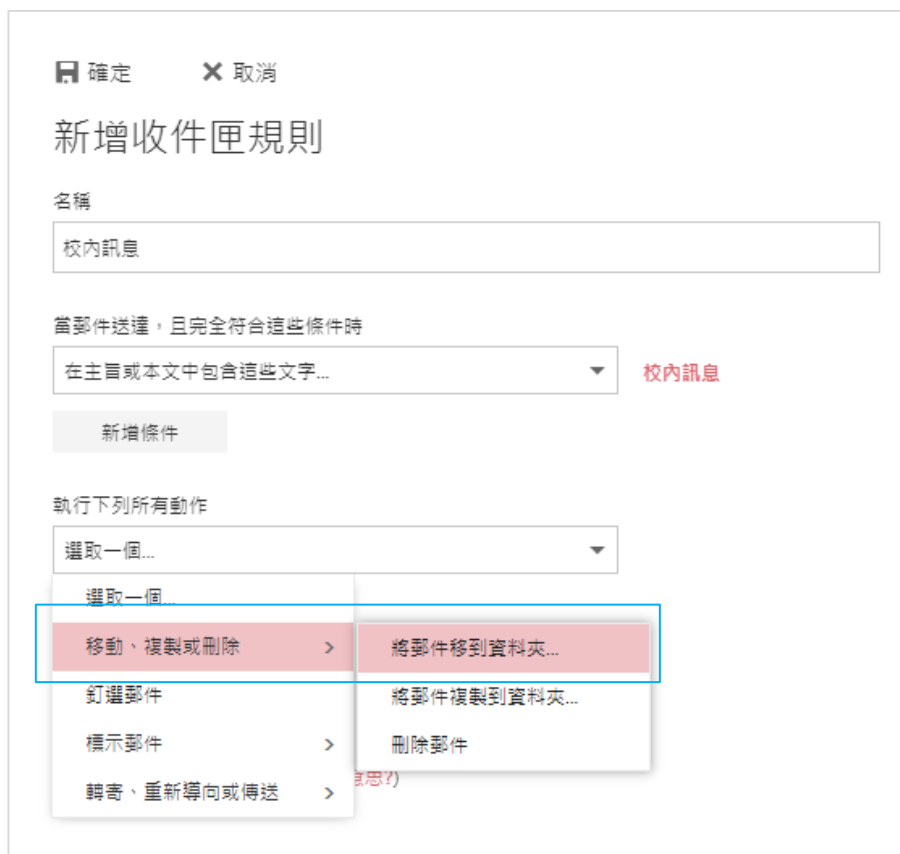 確定 取消
新增收件匣規則
名稱
校內訊息
當郵件送達，且完全符合這些條件時
在主旨或本文中包含這些文字... 校內訊息
新增條件
執行下列所有動作
選取一個...
選取一個...
移動、複製或刪除 > 將郵件移到資料夾...
釘選郵件 將郵件複製到資料夾...
標示郵件 > 刪除郵件
轉寄、重新導向或傳送 > 意思?)